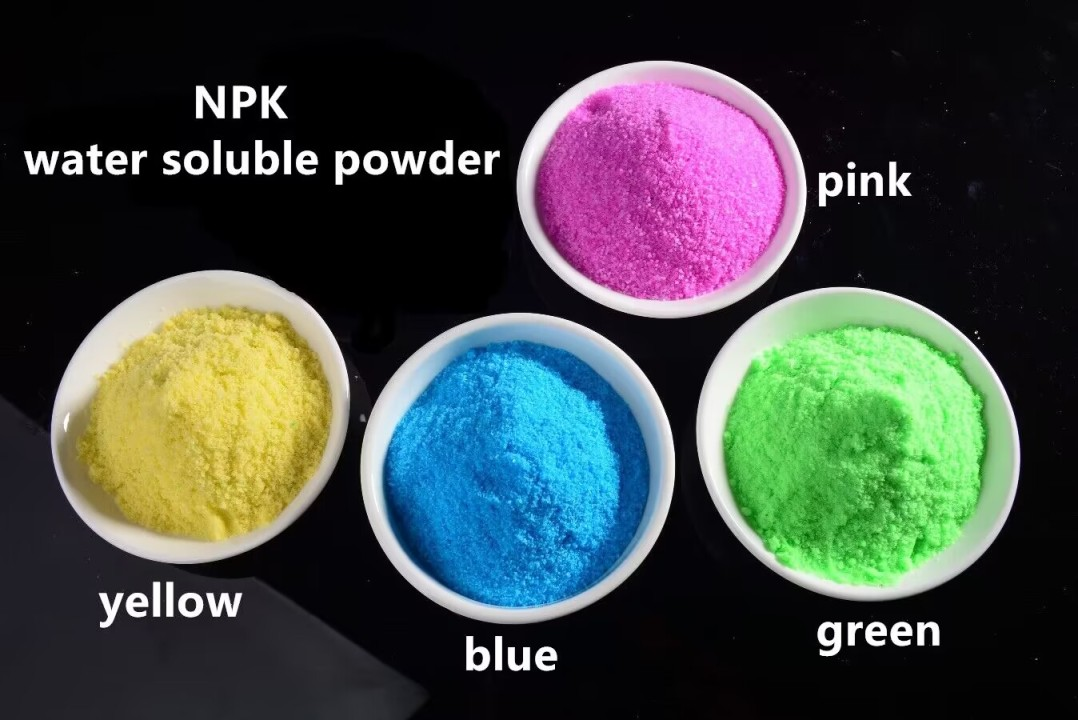 NPK
water soluble powder
pink
yellow
blue
green